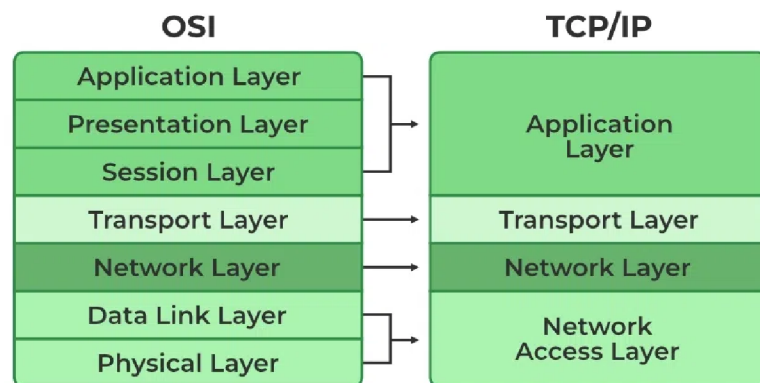 OSI
Application Layer
Presentation Layer
Session Layer
Transport Layer
Network Layer
Data Link Layer
Physical Layer
TCP/IP
Application
Layer
Transport Layer
Network Layer
Network
Access Layer